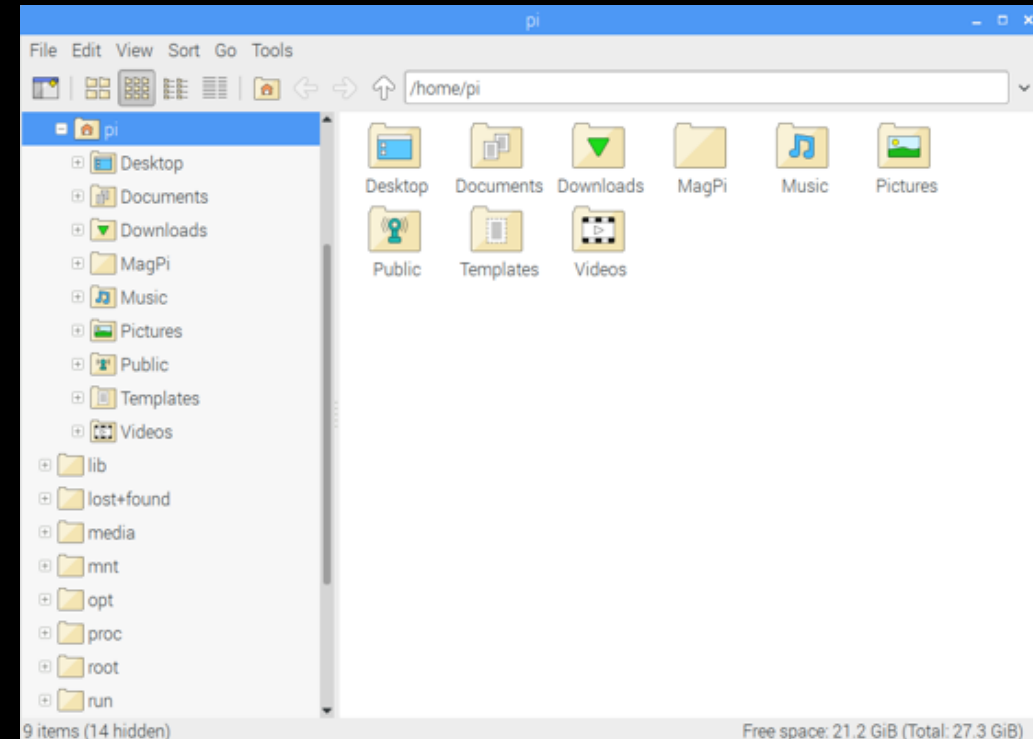 pi
File Edit View Sort Go Tools
/home/pi
pi
Desktop
Documents
Downloads
MagPi
Music
Pictures
Public
Templates
Videos
lib
lost+found
media
mnt
opt
proc
root
run
Desktop Documents Downloads MagPi Music Pictures
Public Templates Videos
9 items (14 hidden) Free space: 21.2 GiB (Total: 27.3 GiB)